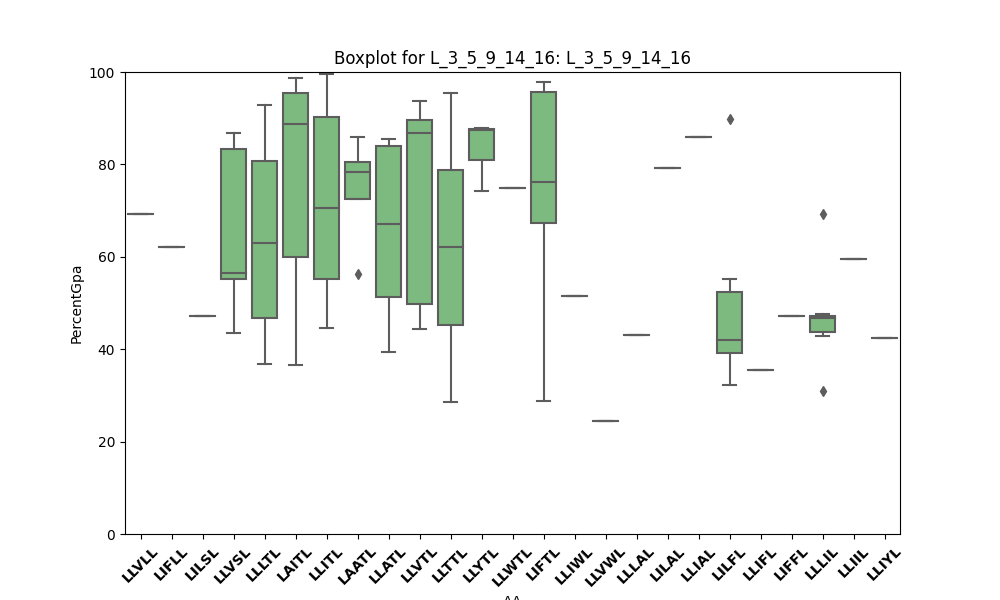 Boxplot for L_3_5_9_14_16: L_3_5_9_14_16
100
80
60
40
20
0
PercentGpa
LLVLL
LIFLL
LILSL
LLVSL
LLLTL
LAITL
LLITL
LAATL
LLATL
LLVTL
LLTTL
LLYTL
LLWTL
LIFTL
LLIWL
LLVWL
LLLAL
LILAL
LLIAL
LILFL
LLIFL
LIFFL
LLLIL
LLIIL
LLIYL
AA